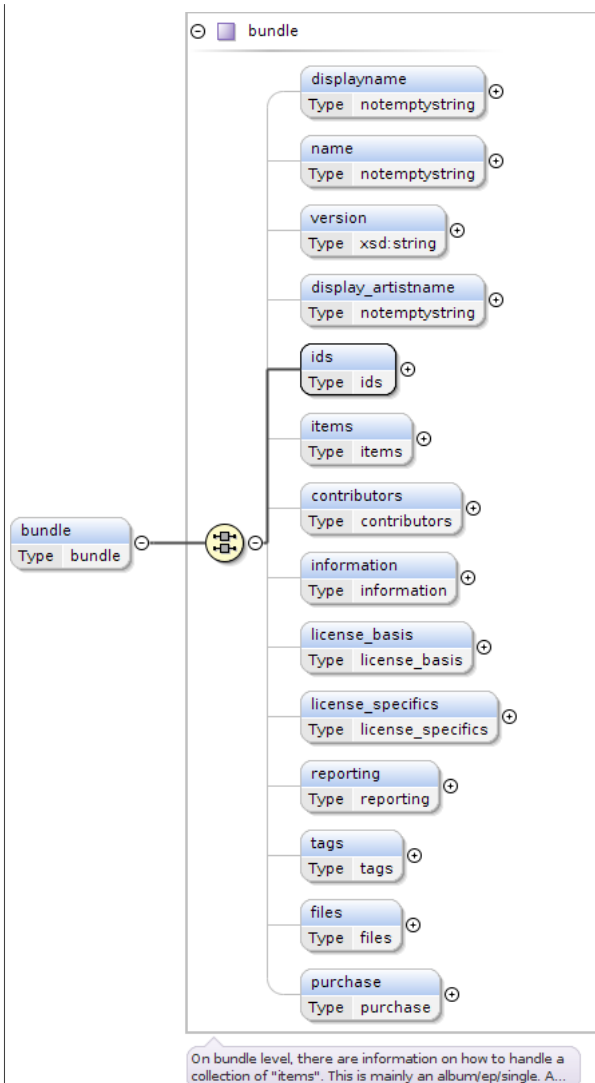 bundle
displayname
Type notemptystring
name
Type notemptystring
version
Type xsd:string
display_artistname
Type notemptystring
ids
Type ids
items
Type items
contributors
Type contributors
bundle
Type bundle
information
Type information
license_basis
Type license_basis
license_specifics
Type license_specifics
reporting
Type reporting
tags
Type tags
files
Type files
purchase
Type purchase
On bundle level, there are information on how to handle a
collection of "items". This is mainly an album/ep/single. A...